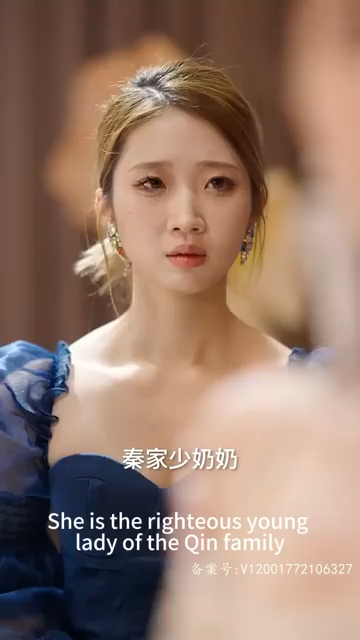 秦家少奶奶
She is the righteous young
lady of the Qin family
备案号:V12001772106327